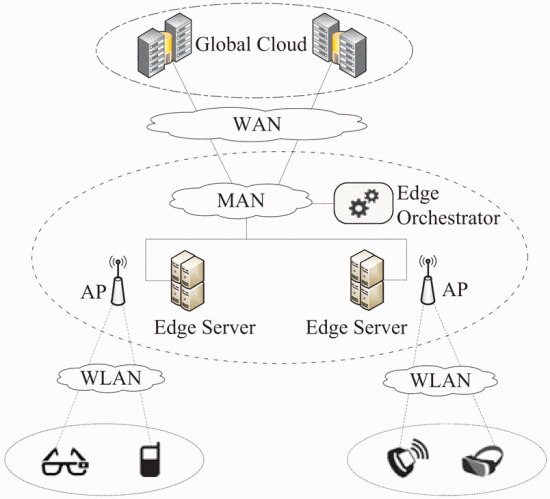 Global Cloud
WAN
MAN
Edge
Orchestrator
AP
AP
Edge Server
Edge Server
WLAN
WLAN